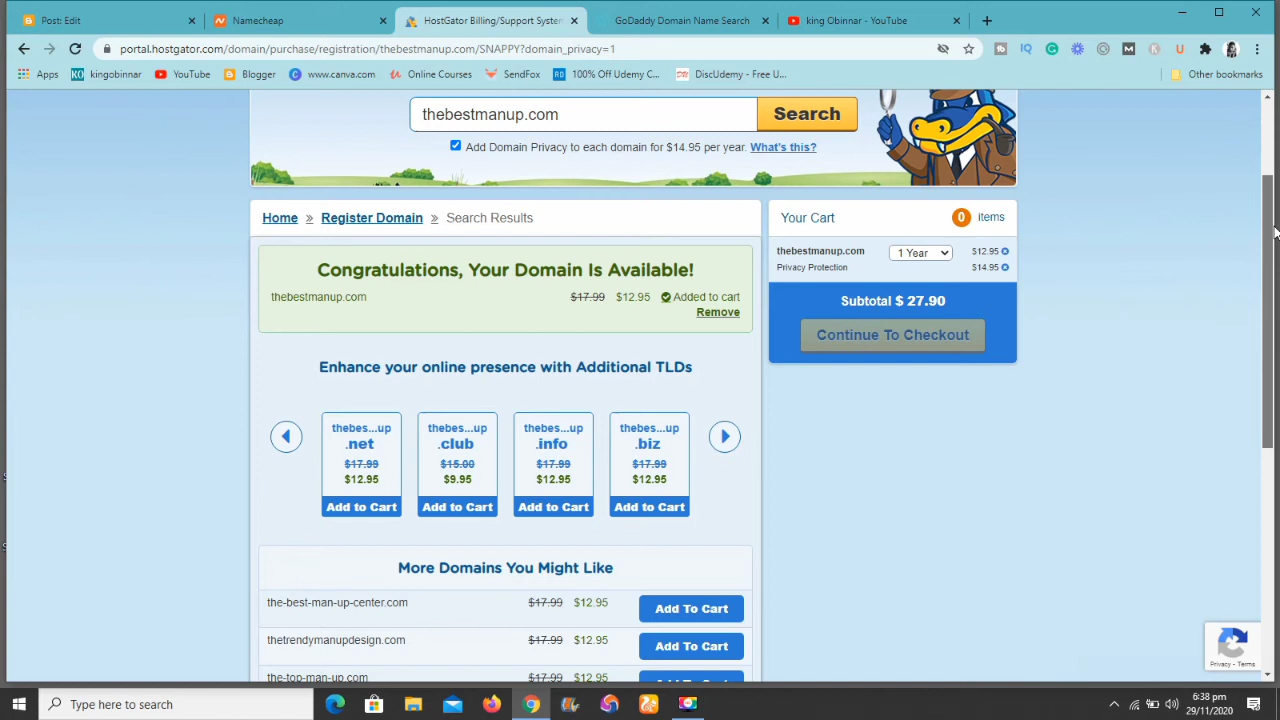 Post: Edit
Namecheap
HostGator Billing/Support System
GoDaddy Domain Name Search
king Obinnar - YouTube
portal.hostgator.com/domain/purchase/registration/thebestmanup.com/SNAPPY?domain_privacy=1
Apps kingobinnar YouTube Blogger www.canva.com Online Courses SendFox 100% Off Udemy C... DiscUdemy - Free U... Other bookmarks
thebestmanup.com Search
Add Domain Privacy to each domain for $14.95 per year. What's this?
Home » Register Domain » Search Results
Congratulations, Your Domain Is Available!
thebestmanup.com $17.99 $12.95 Added to cart
Remove
Your Cart 0 items
thebestmanup.com 1 Year $12.95
Privacy Protection $14.95
Subtotal $ 27.90
Continue To Checkout
Enhance your online presence with Additional TLDs
thebes...up thebes...up thebes...up thebes...up
.net .club .info .biz
$17.99 $15.00 $17.99 $17.99
$12.95 $9.95 $12.95 $12.95
Add to Cart Add to Cart Add to Cart Add to Cart
More Domains You Might Like
the-best-man-up-center.com $17.99 $12.95 Add To Cart
thetrendymanupdesign.com $17.99 $12.95 Add To Cart
the-top-man-up.com $17.99 $12.95 Add To Cart
Privacy - Terms
Type here to search
6:38 pm
29/11/2020